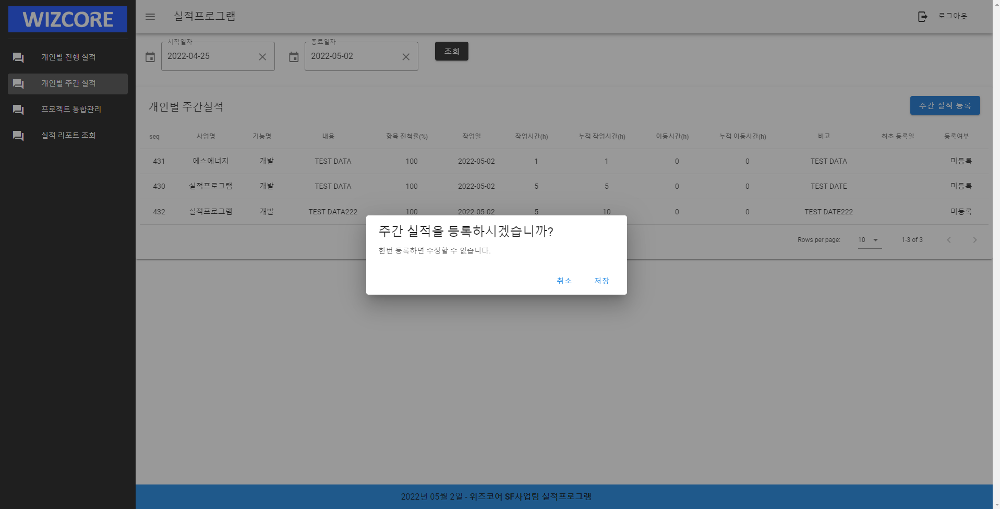 WIZCORE
개인별 진행 실적
개인별 주간 실적
프로젝트 통합관리
실적 리포트 조회
실적프로그램
로그아웃
시작일자
2022-04-25
종료일자
2022-05-02
조회
개인별 주간실적
주간 실적 등록
seq 사업명 기능명 내용 항목 진척률(%) 작업일 작업시간(h) 누적 작업시간(h) 이동시간(h) 누적 이동시간(h) 비고 최초 등록일 등록여부
431 에스에너지 개발 TEST DATA 100 2022-05-02 1 1 0 0 TEST DATA 미등록
430 실적프로그램 개발 TEST DATA 100 2022-05-02 5 5 0 0 TEST DATE 미등록
432 실적프로그램 개발 TEST DATA222 100 2022-05-02 5 10 0 0 TEST DATE222 미등록
Rows per page: 10 1-3 of 3
주간 실적을 등록하시겠습니까?
한번 등록하면 수정할 수 없습니다.
취소 저장
2022년 05월 2일 - 위즈코어 SF사업팀 실적프로그램